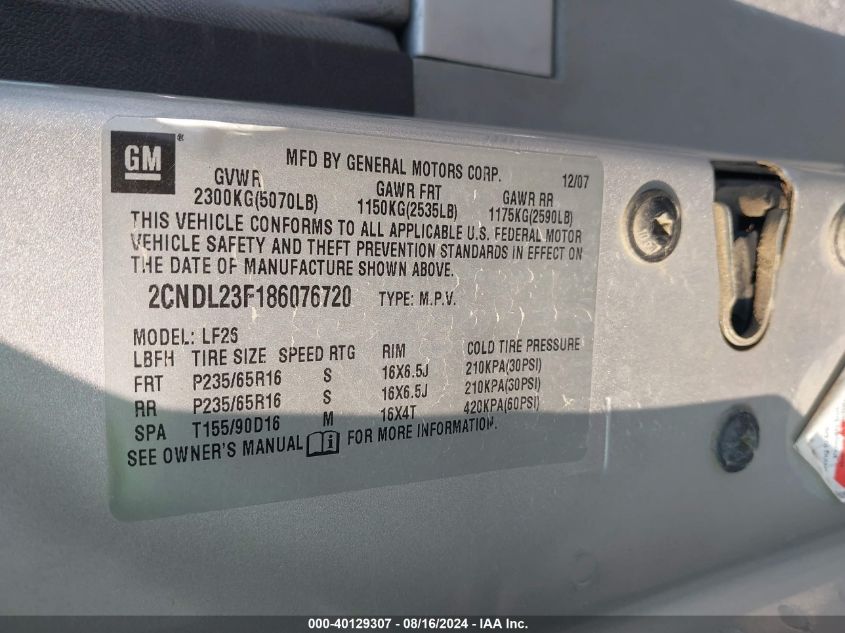 GM®
MFD BY GENERAL MOTORS CORP. 12/07
GVWR GAWR FRT GAWR RR
2300KG(5070LB) 1150KG(2535LB) 1175KG(2590LB)
THIS VEHICLE CONFORMS TO ALL APPLICABLE U.S. FEDERAL MOTOR
VEHICLE SAFETY AND THEFT PREVENTION STANDARDS IN EFFECT ON
THE DATE OF MANUFACTURE SHOWN ABOVE.
2CNDL23F186076720 TYPE: M.P.V.
MODEL: LF26
LBFH TIRE SIZE SPEED RTG RIM COLD TIRE PRESSURE
FRT P235/65R16 S 16X6.5J 210KPA(30PSI)
RR P235/65R16 S 16X6.5J 210KPA(30PSI)
SPA T155/90D16 M 16X4T 420KPA(60PSI)
SEE OWNER'S MANUAL i FOR MORE INFORMATION.
000-40129307 - 08/16/2024 - IAA Inc.